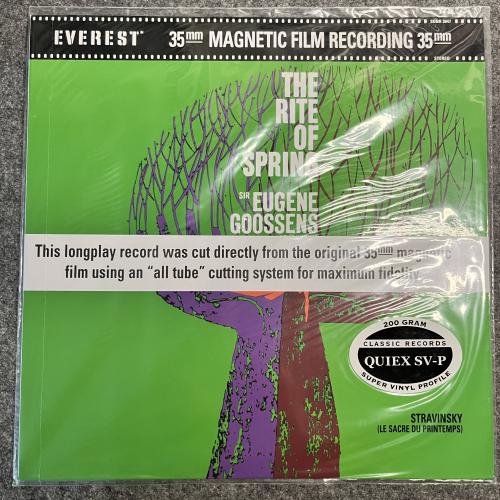 EVEREST 35mm MAGNETIC FILM RECORDING 35mm
STEREO
THE
RITE
OF
SPRING
SIR EUGENE
GOOSSENS
This longplay record was cut directly from the original 35mm magnetic
film using an "all tube" cutting system for maximum fidelity
200 GRAM
CLASSIC RECORDS
QUIEX SV-P
SUPER VINYL PROFILE
STRAVINSKY
(LE SACRE DU PRINTEMPS)